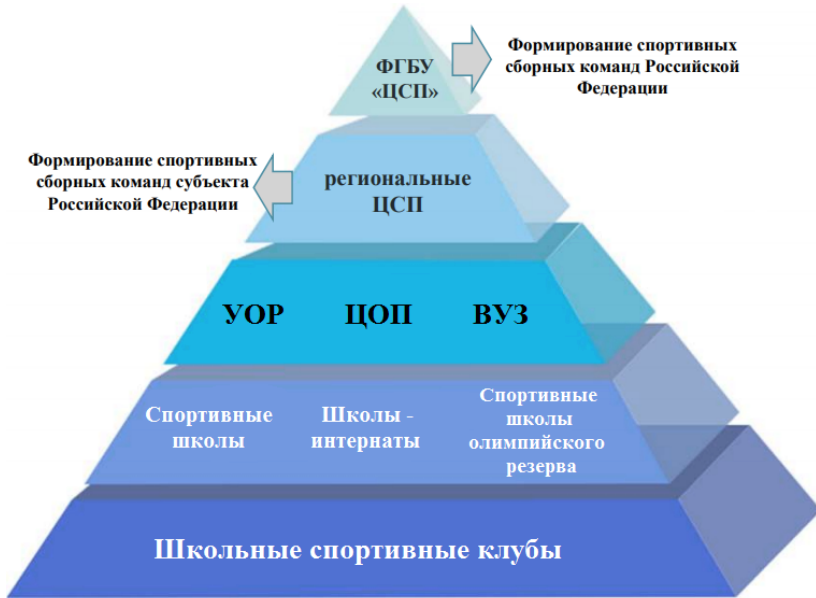 ФГБУ
«ЦСП»
Формирование спортивных
сборных команд Российской
Федерации
Формирование спортивных
сборных команд субъекта
Российской Федерации
региональные
ЦСП
УОР ЦОП ВУЗ
Спортивные
школы
Школы -
интернаты
Спортивные
школы
олимпийского
резерва
Школьные спортивные клубы